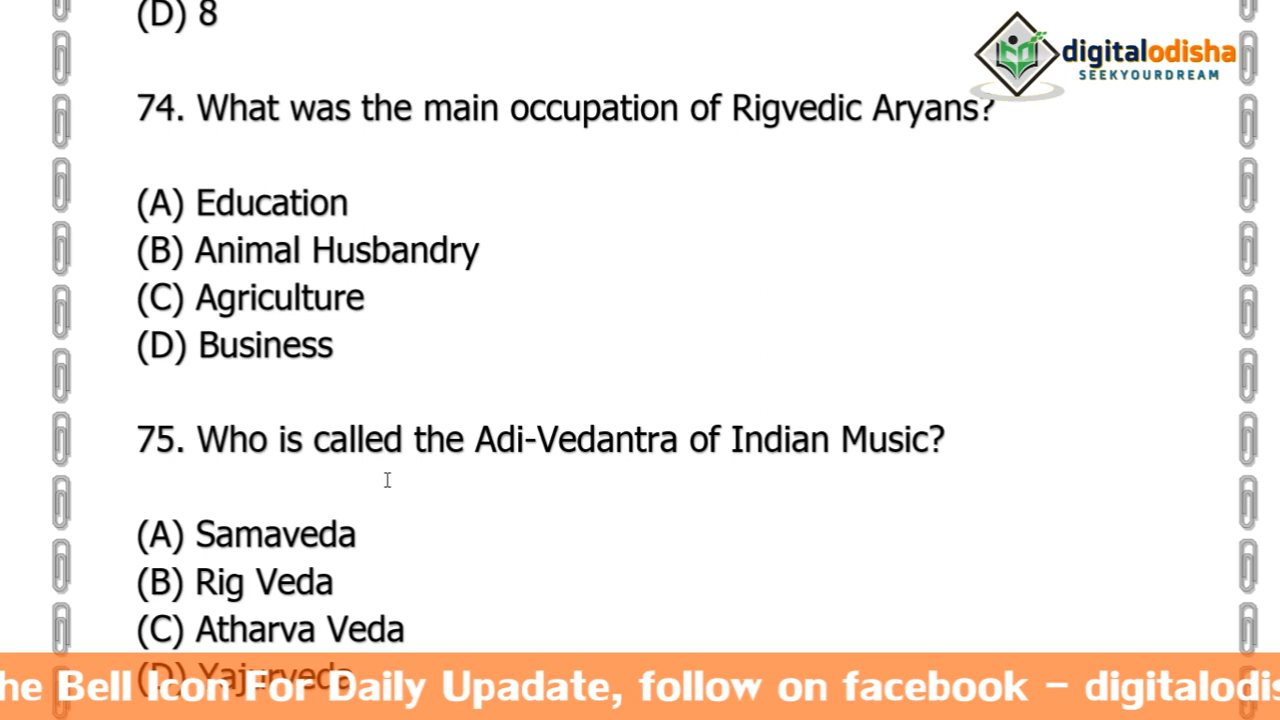 (D) 8
digitalodisha
SEEKYOURDREAM
74. What was the main occupation of Rigvedic Aryans?
(A) Education
(B) Animal Husbandry
(C) Agriculture
(D) Business
75. Who is called the Adi-Vedantra of Indian Music?
(A) Samaveda
(B) Rig Veda
(C) Atharva Veda
(D) Yajurveda
he Bell Icon For Daily Upadate, follow on facebook - digitalodis